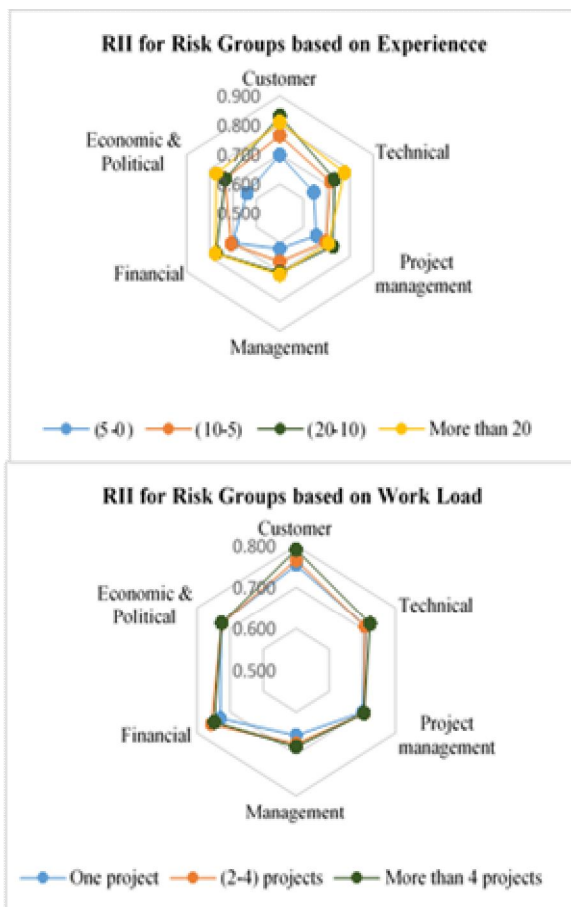 RII for Risk Groups based on Experiencce
Customer
0.900
0.800
0.700
0.600
0.500
Economic &
Political
Technical
Financial
Project
management
Management
(5-0)
(10-5)
(20-10)
More than 20
RII for Risk Groups based on Work Load
Customer
0.800
0.700
0.600
0.500
Economic &
Political
Technical
Financial
Project
management
Management
One project
(2-4) projects
More than 4 projects